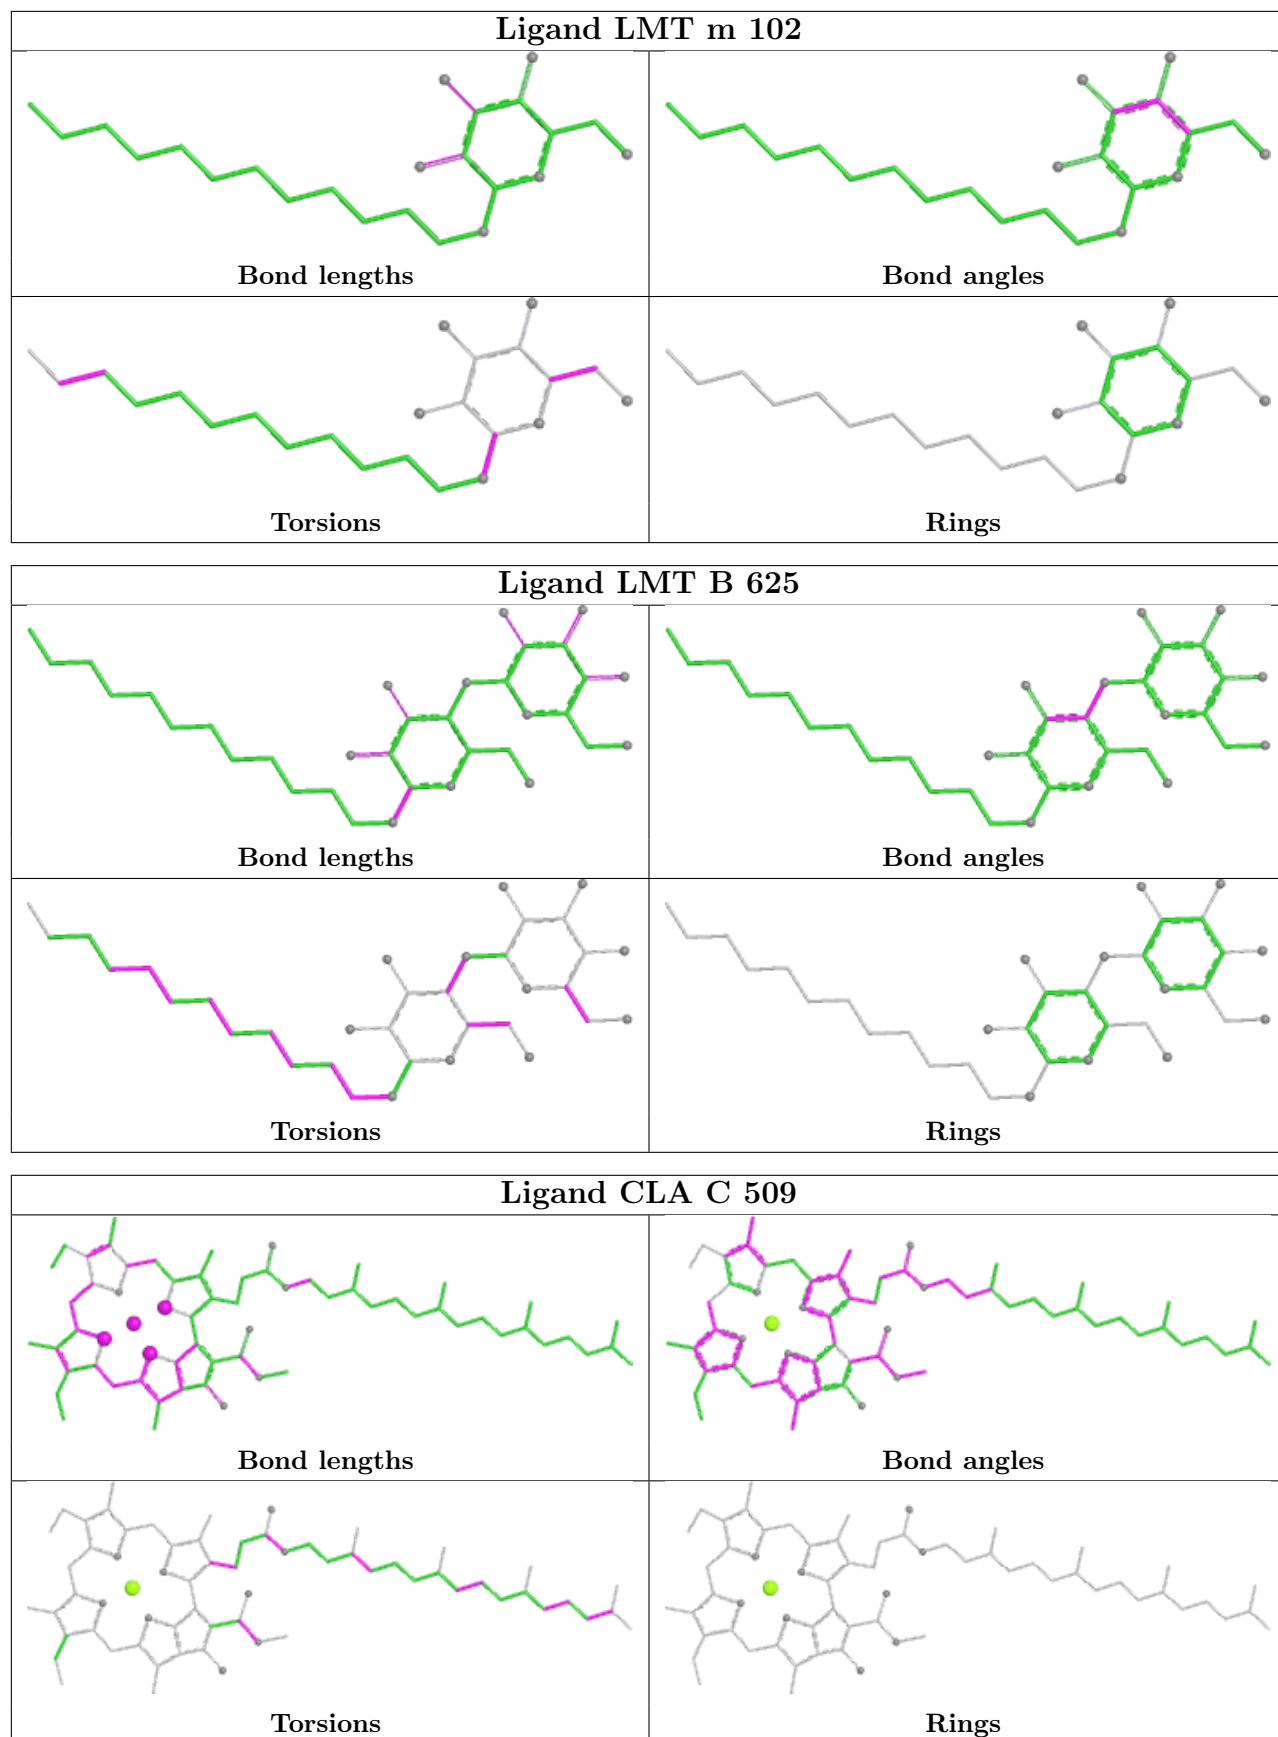 Ligand LMT m 102
Bond lengths
Bond angles
Torsions
Rings
Ligand LMT B 625
Bond lengths
Bond angles
Torsions
Rings
Ligand CLA C 509
Bond lengths
Bond angles
Torsions
Rings